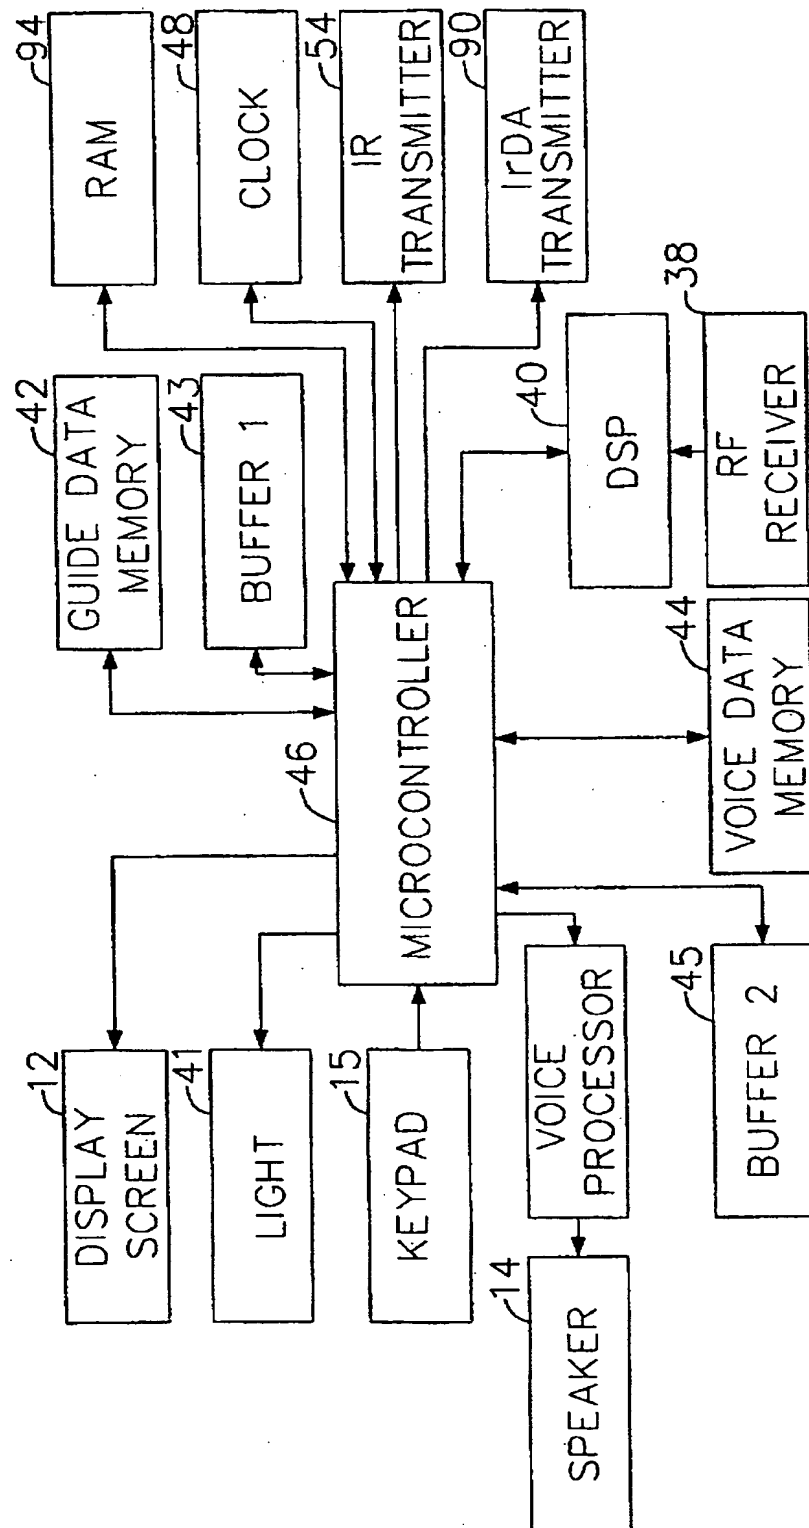 12
DISPLAY
SCREEN
41
LIGHT
15
KEYPAD
14
SPEAKER
VOICE
PROCESSOR
45
BUFFER 2
46
MICROCONTROLLER
42
GUIDE DATA
MEMORY
43
BUFFER 1
44
VOICE DATA
MEMORY
94
RAM
48
CLOCK
54
IR
TRANSMITTER
90
IrDA
TRANSMITTER
40
DSP
38
RF
RECEIVER